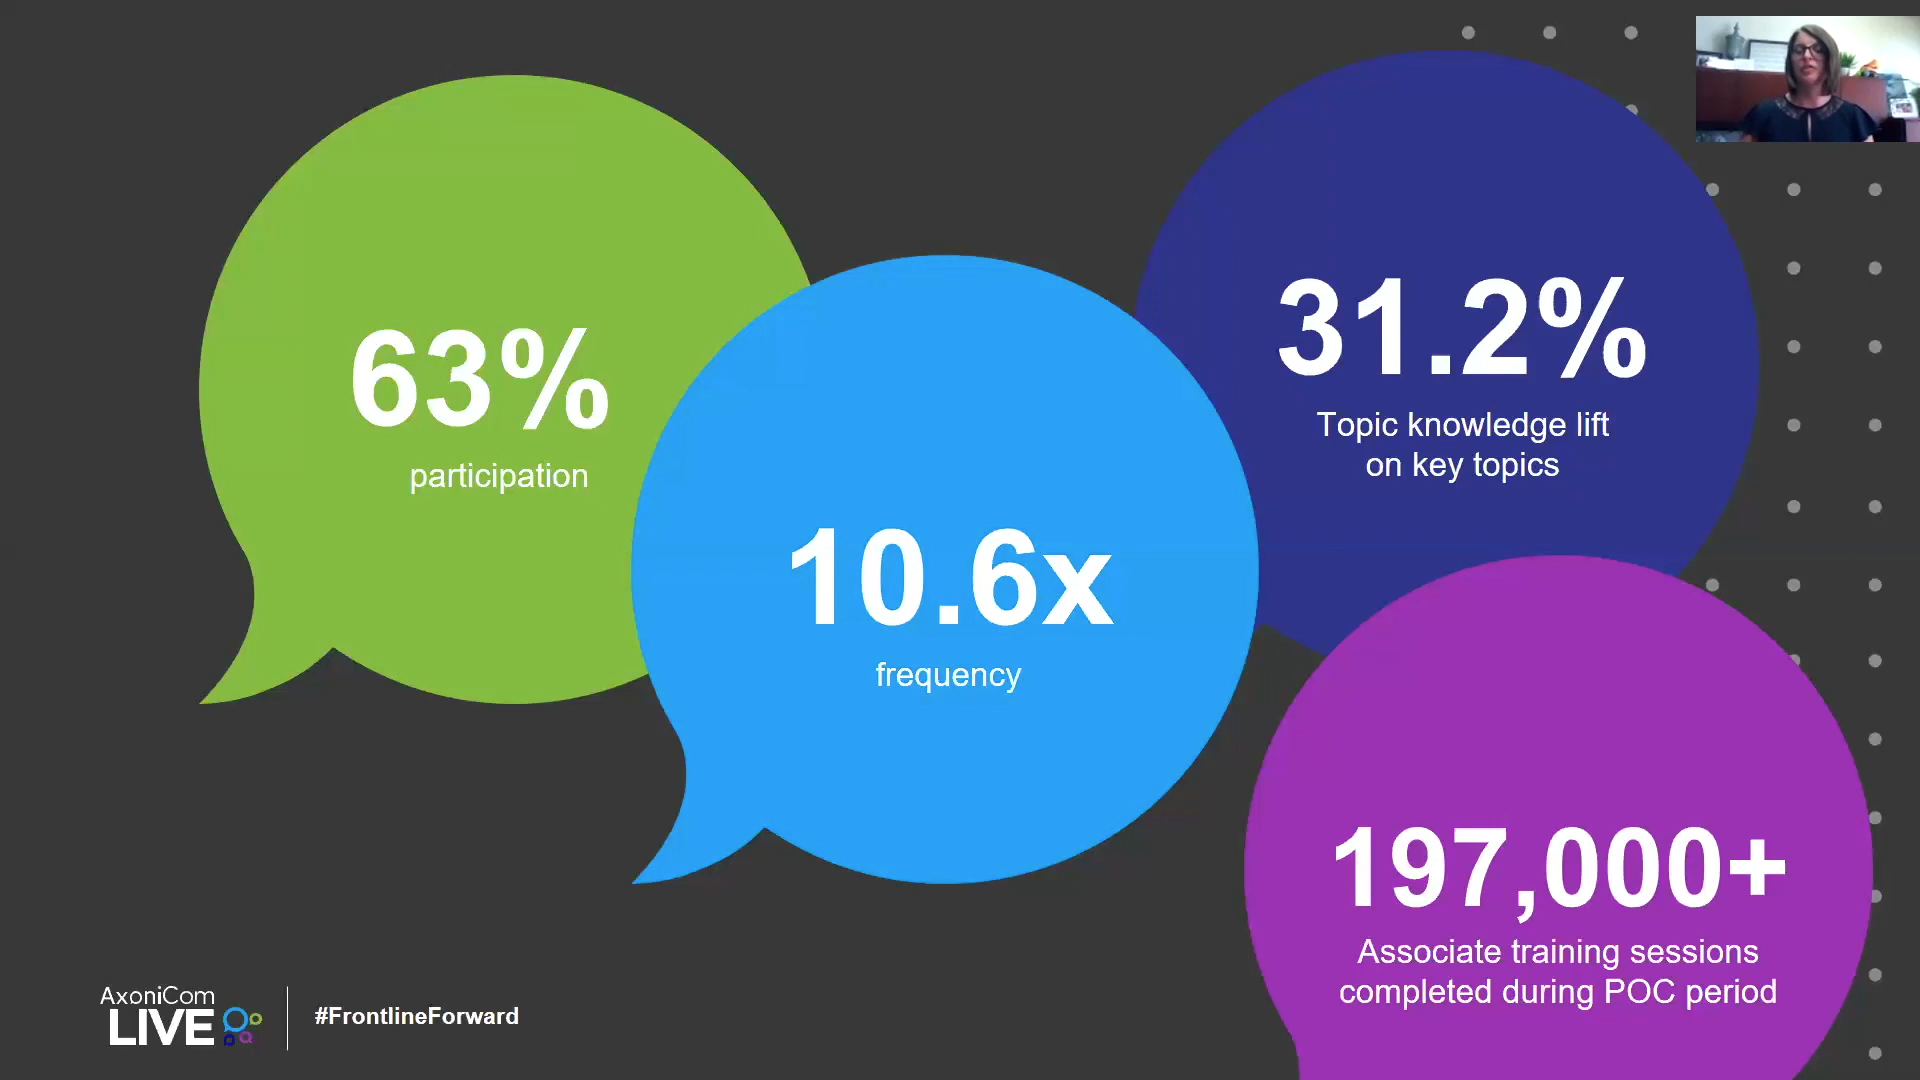 63%
participation
10.6x
frequency
31.2%
Topic knowledge lift
on key topics
197,000+
Associate training sessions
completed during POC period
AxoniCom
LIVE
#FrontlineForward